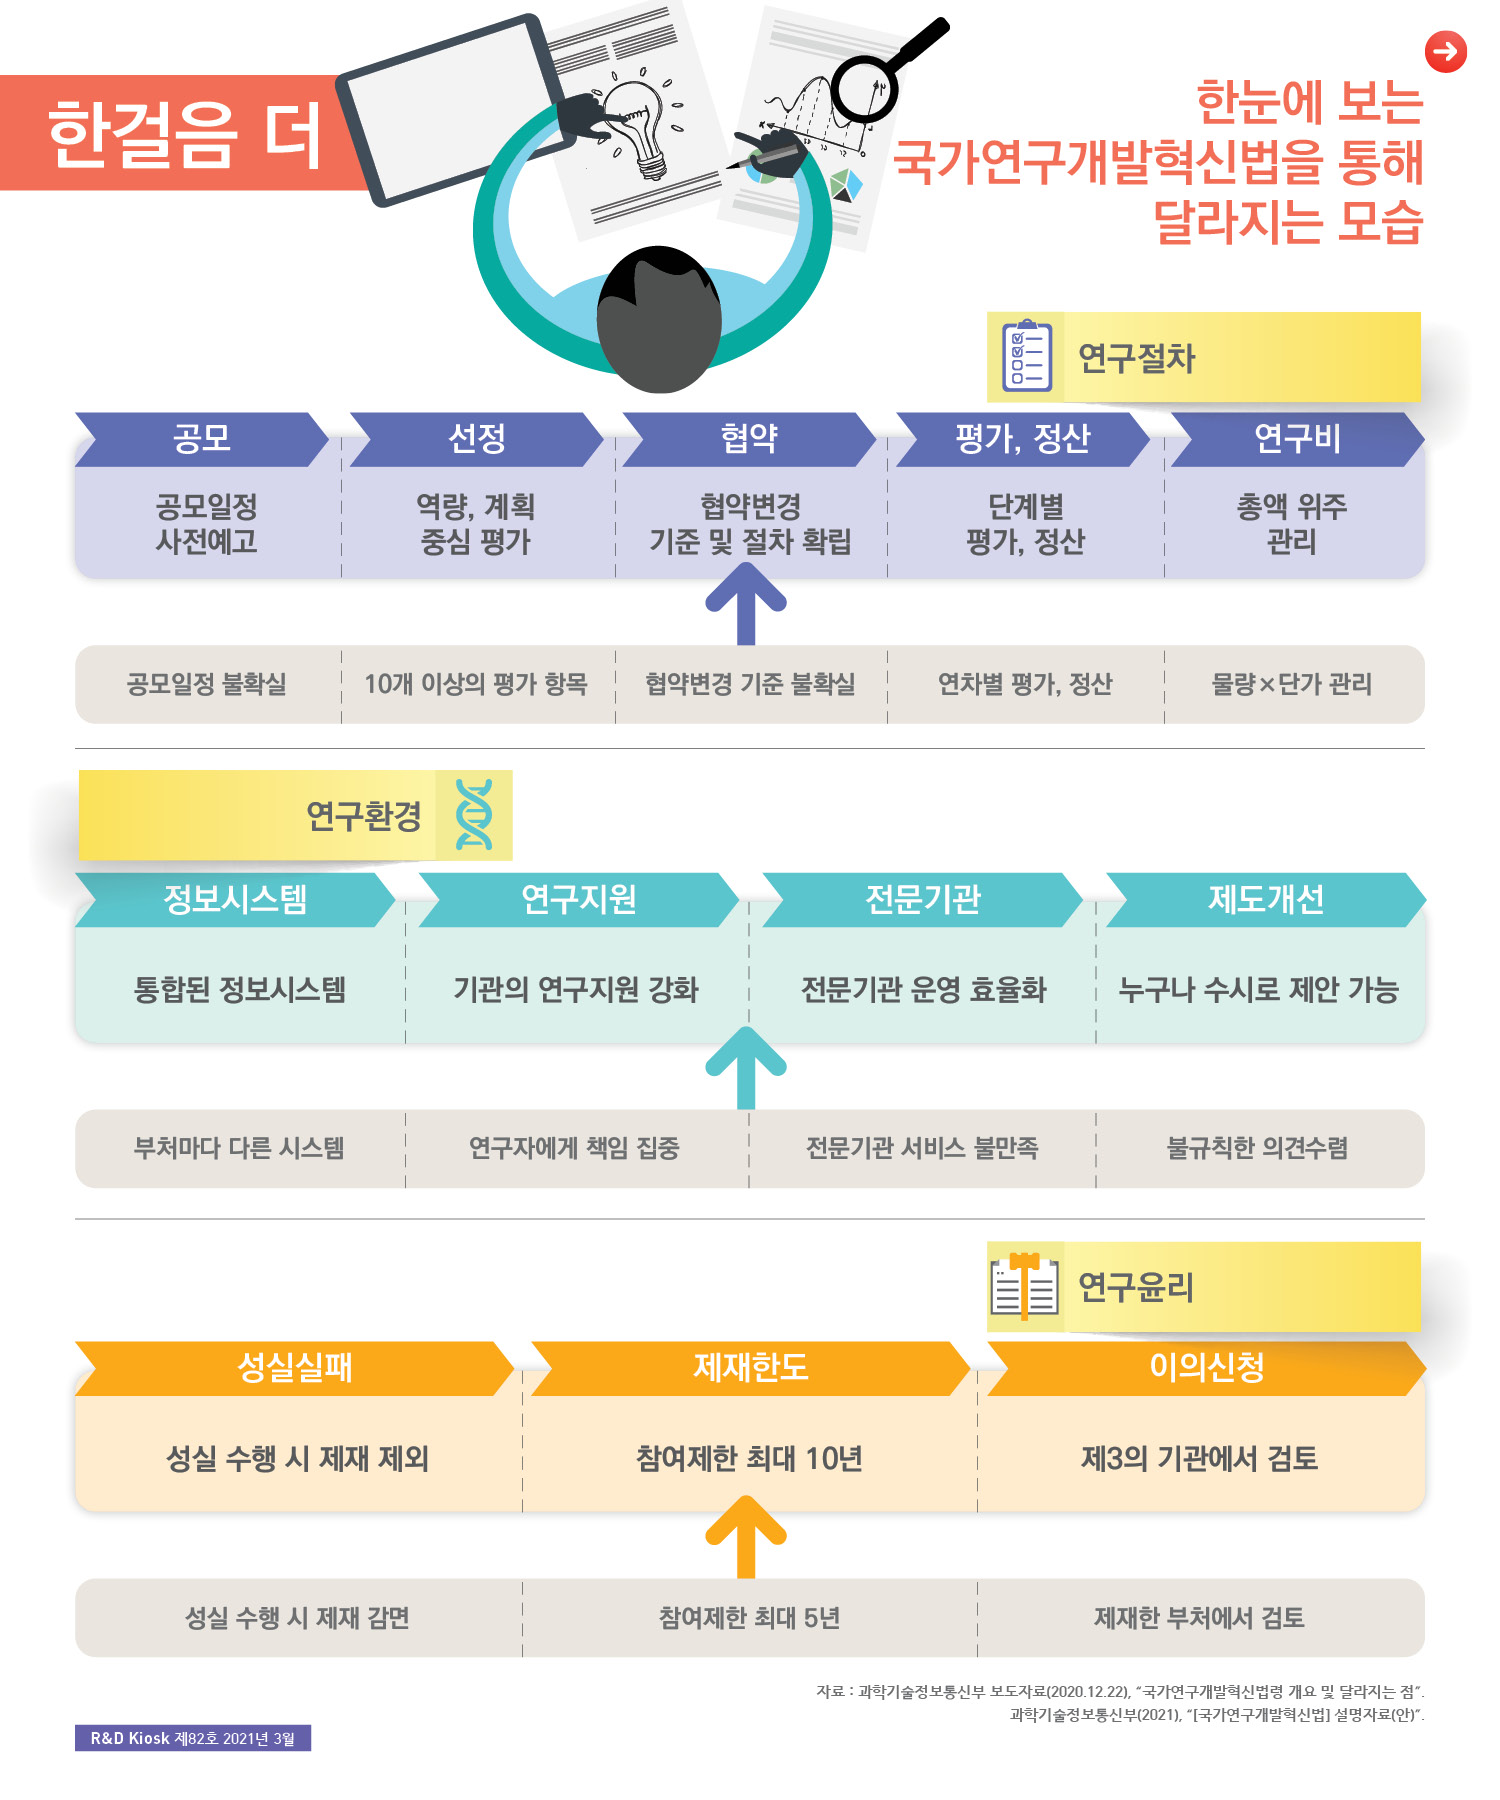 한걸음 더
한눈에 보는
국가연구개발혁신법을 통해
달라지는 모습
연구절차
공모
선정
협약
평가, 정산
연구비
공모일정
사전예고
역량, 계획
중심 평가
협약변경
기준 및 절차 확립
단계별
평가, 정산
총액 위주
관리
공모일정 불확실
10개 이상의 평가 항목
협약변경 기준 불확실
연차별 평가, 정산
물량×단가 관리
연구환경
정보시스템
연구지원
전문기관
제도개선
통합된 정보시스템
기관의 연구지원 강화
전문기관 운영 효율화
누구나 수시로 제안 가능
부처마다 다른 시스템
연구자에게 책임 집중
전문기관 서비스 불만족
불규칙한 의견수렴
연구윤리
성실실패
제재한도
이의신청
성실 수행 시 제재 제외
참여제한 최대 10년
제3의 기관에서 검토
성실 수행 시 제재 감면
참여제한 최대 5년
제재한 부처에서 검토
자료 : 과학기술정보통신부 보도자료(2020.12.22), “국가연구개발혁신법령 개요 및 달라지는 점”.
과학기술정보통신부(2021), “[국가연구개발혁신법] 설명자료(안)”.
R&D Kiosk 제82호 2021년 3월